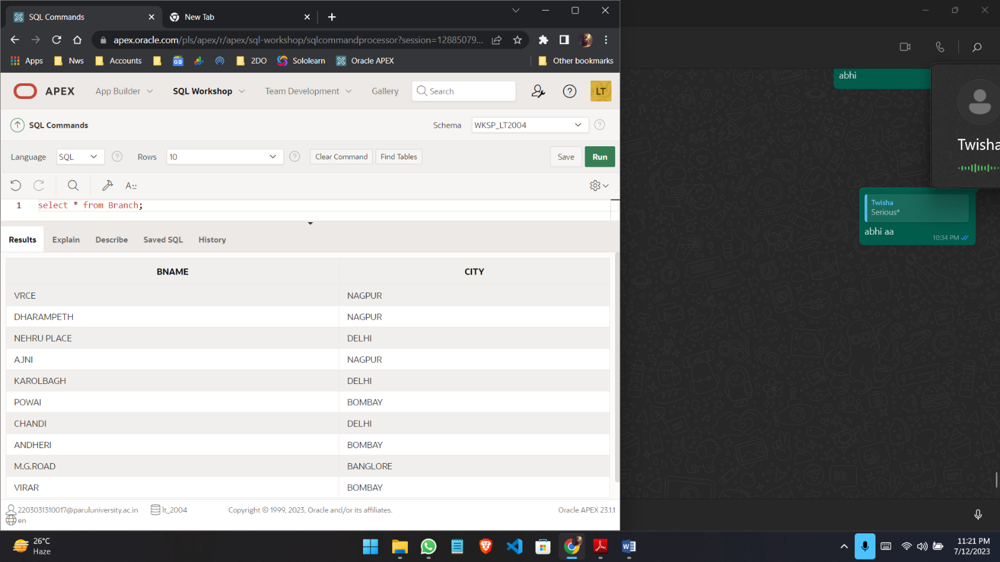 SQL Commands
New Tab
apex.oracle.com/pls/apex/r/apex/sql-workshop/sqlcommandprocessor?session=12885079...
Apps
Nws
Accounts
2DO
Sololearn
Oracle APEX
Other bookmarks
APEX
App Builder
SQL Workshop
Team Development
Gallery
Search
LT
SQL Commands
Schema
WKSP_LT2004
Language
SQL
Rows
10
Clear Command
Find Tables
Save
Run
1 select * from Branch;
Results
Explain
Describe
Saved SQL
History
BNAME CITY
VRCE NAGPUR
DHARAMPETH NAGPUR
NEHRU PLACE DELHI
AJNI NAGPUR
KAROLBAGH DELHI
POWAI BOMBAY
CHANDI DELHI
ANDHERI BOMBAY
M.G.ROAD BANGLORE
VIRAR BOMBAY
2203031310017@paruluniversity.ac.in
lt_2004
Copyright © 1999, 2023, Oracle and/or its affiliates.
Oracle APEX 23.1.1
en
abhi
Twisha
Twisha
Serious*
abhi aa
10:34 PM
26°C
Haze
11:21 PM
7/12/2023